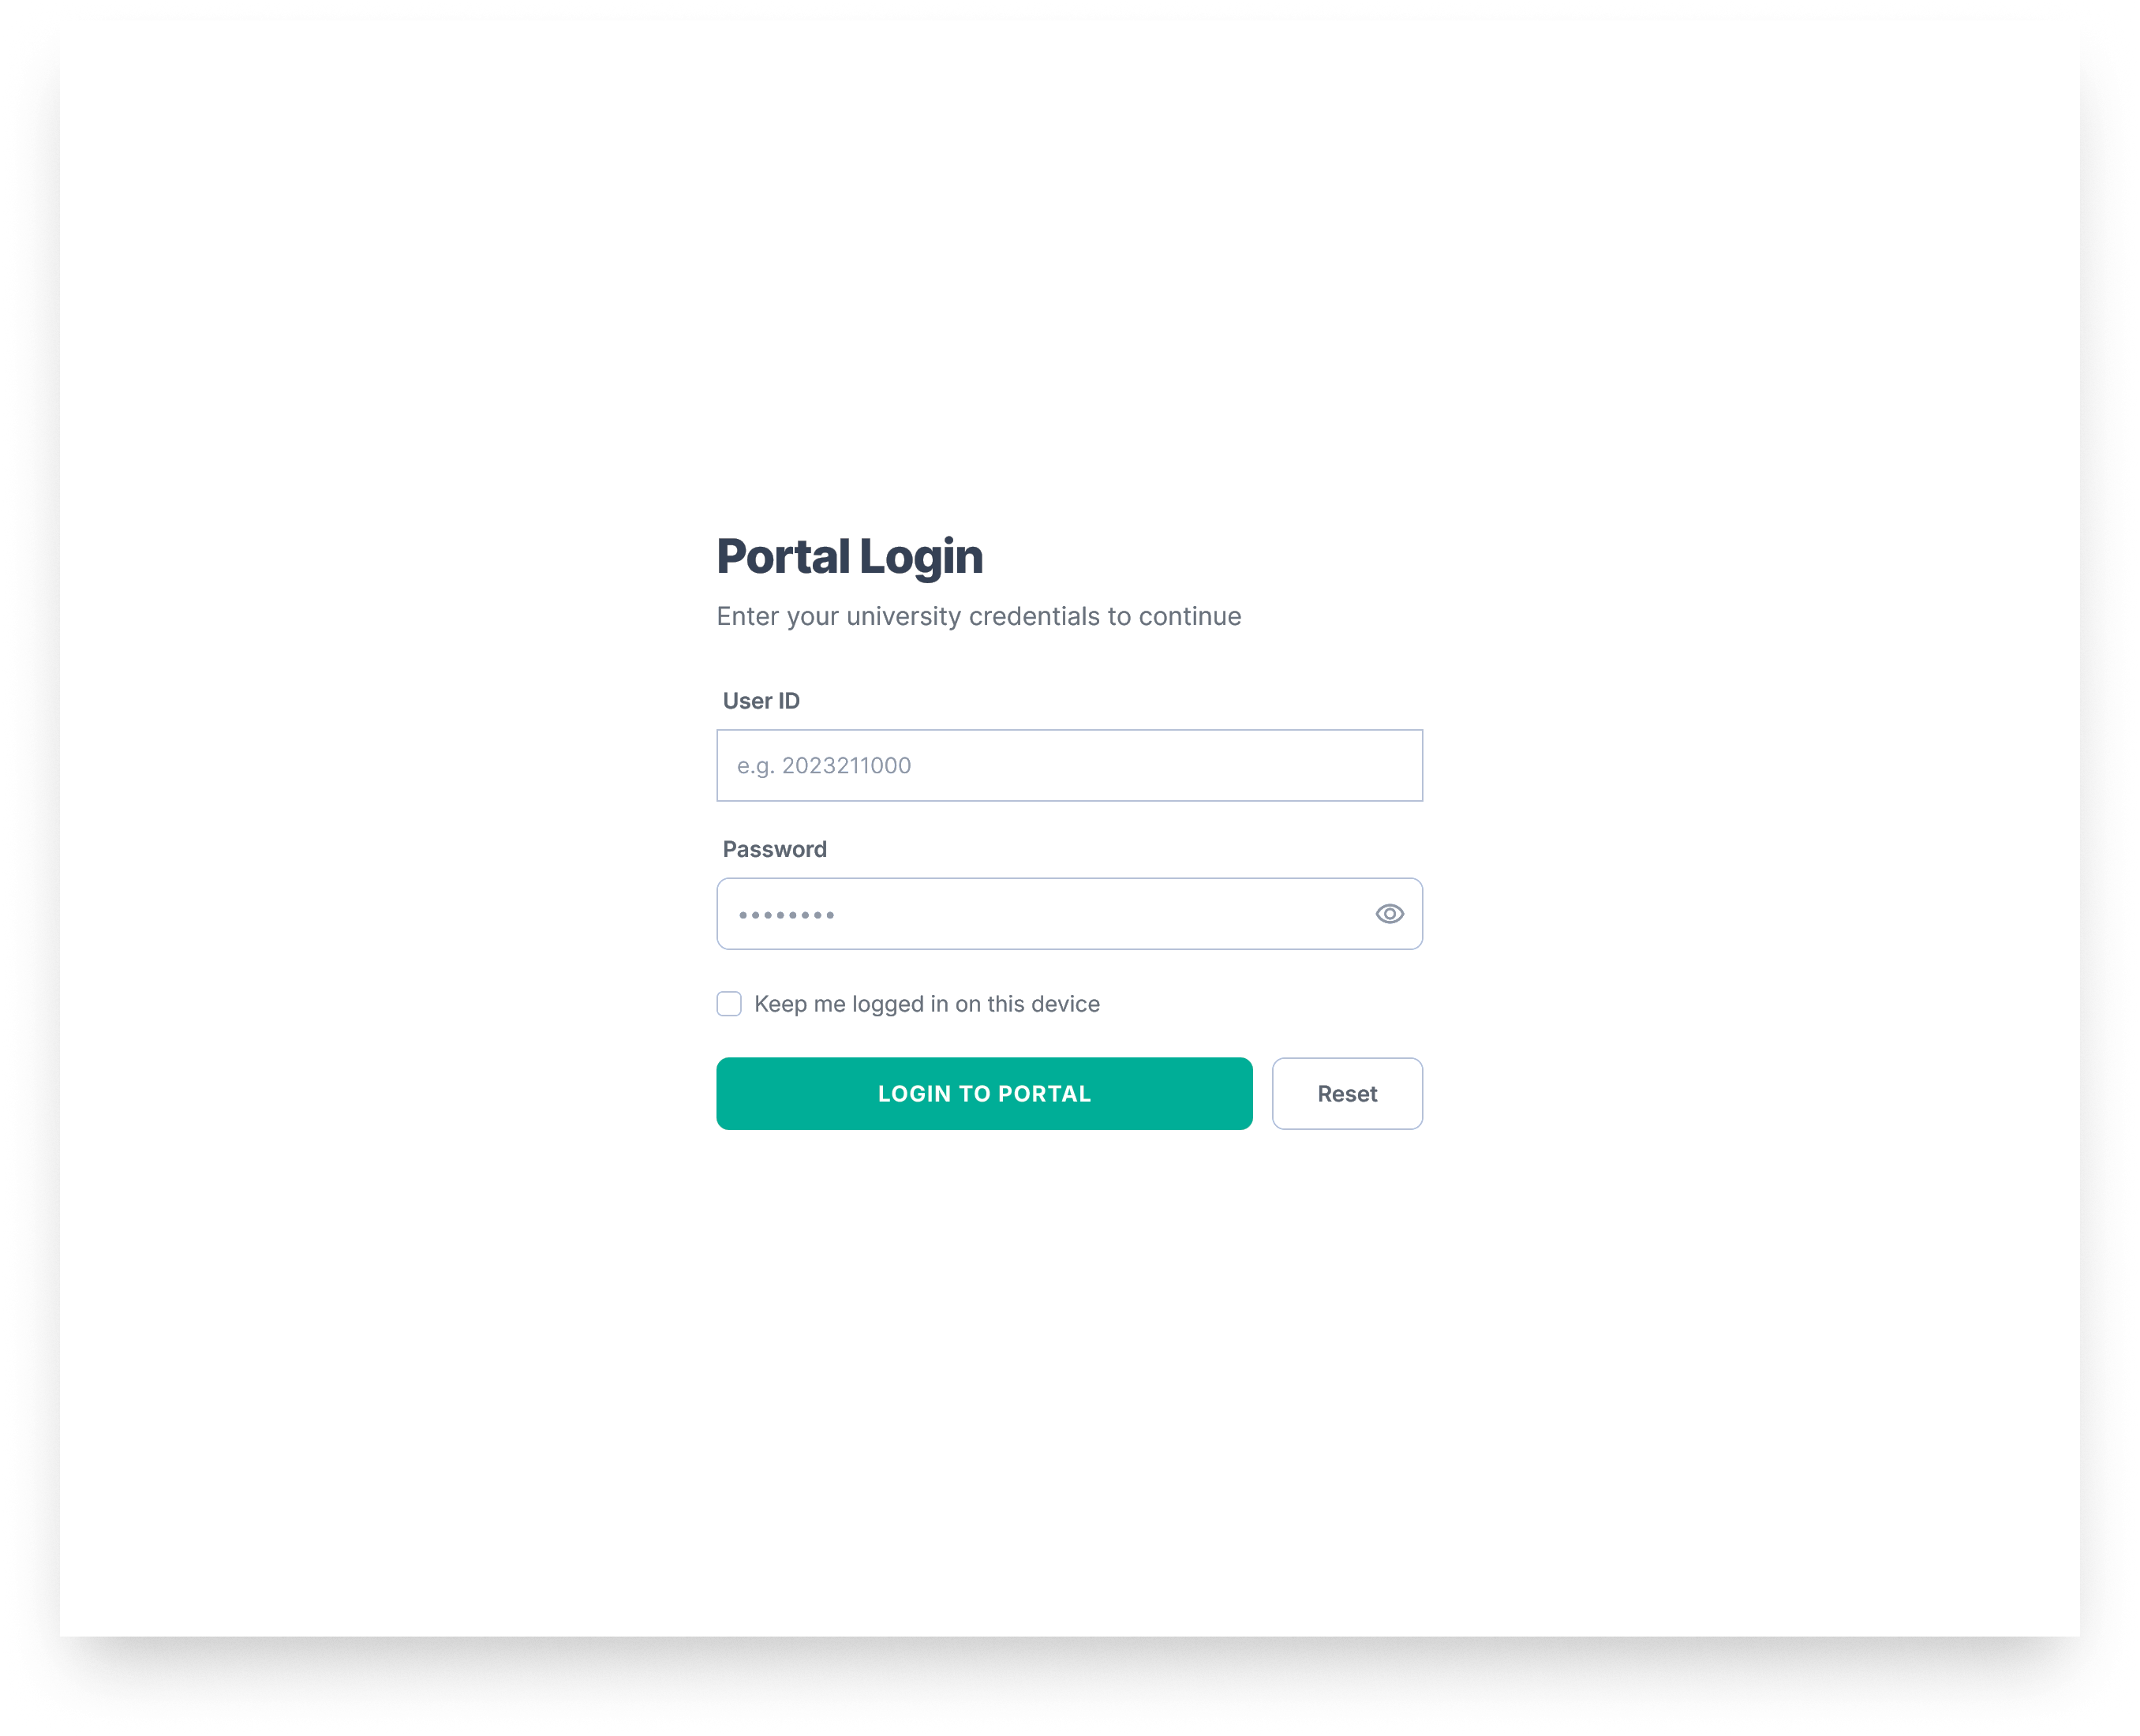 Portal Login
Enter your university credentials to continue
User ID
e.g. 2023211000
Password
••••••••
Keep me logged in on this device
LOGIN TO PORTAL
Reset